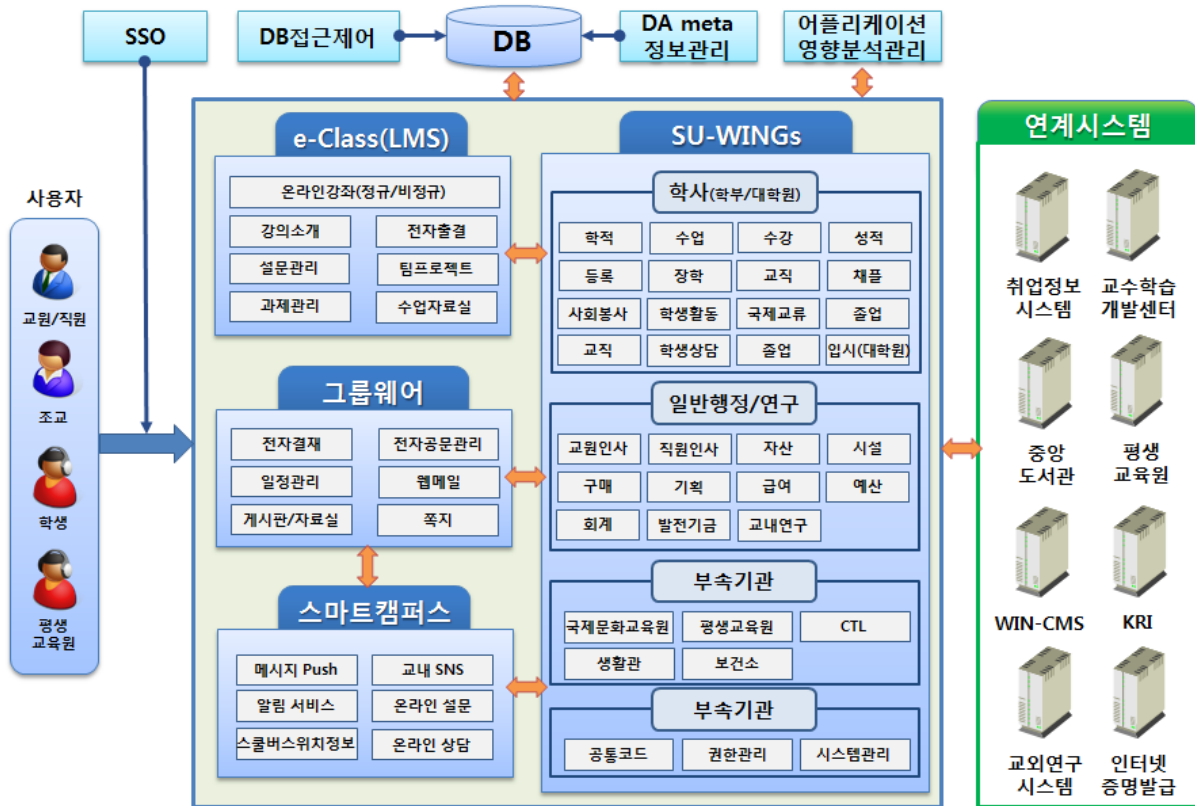 SSO
DB접근제어
DB
DA meta
정보관리
어플리케이션
영향분석관리
사용자
교원/직원
조교
학생
평생
교육원
e-Class(LMS)
온라인강좌(정규/비정규)
강의소개
전자출결
설문관리
팀프로젝트
과제관리
수업자료실
그룹웨어
전자결재
전자공문관리
일정관리
웹메일
게시판/자료실
쪽지
스마트캠퍼스
메시지 Push
교내 SNS
알림 서비스
온라인 설문
스쿨버스위치정보
온라인 상담
SU-WINGs
학사(학부/대학원)
학적
수업
수강
성적
등록
장학
교직
채플
사회봉사
학생활동
국제교류
졸업
교직
학생상담
졸업
입시(대학원)
일반행정/연구
교원인사
직원인사
자산
시설
구매
기획
급여
예산
회계
발전기금
교내연구
부속기관
국제문화교육원
평생교육원
CTL
생활관
보건소
부속기관
공통코드
권한관리
시스템관리
연계시스템
취업정보
시스템
교수학습
개발센터
중앙
도서관
평생
교육원
WIN-CMS
KRI
교외연구
시스템
인터넷
증명발급